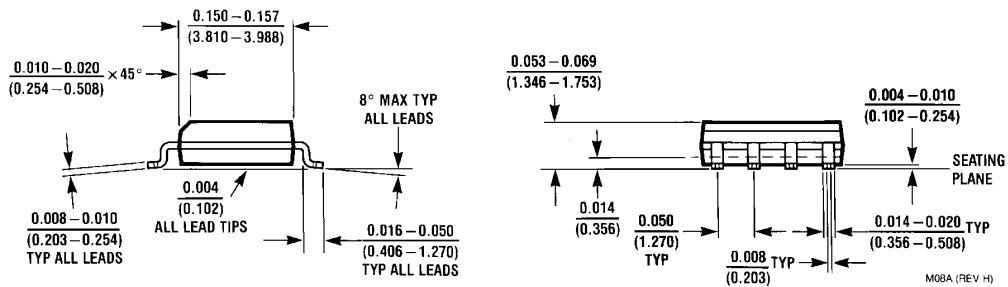 0.150 – 0.157
(3.810 – 3.988)
0.010 – 0.020
(0.254 – 0.508)
× 45°
8° MAX TYP
ALL LEADS
0.004
(0.102)
ALL LEAD TIPS
0.008 – 0.010
(0.203 – 0.254)
TYP ALL LEADS
0.016 – 0.050
(0.406 – 1.270)
TYP ALL LEADS
0.053 – 0.069
(1.346 – 1.753)
0.004 – 0.010
(0.102 – 0.254)
SEATING
PLANE
0.014
(0.356)
0.050
(1.270)
TYP
0.014 – 0.020
(0.356 – 0.508)
TYP
0.008
(0.203)
TYP
M08A (REV H)